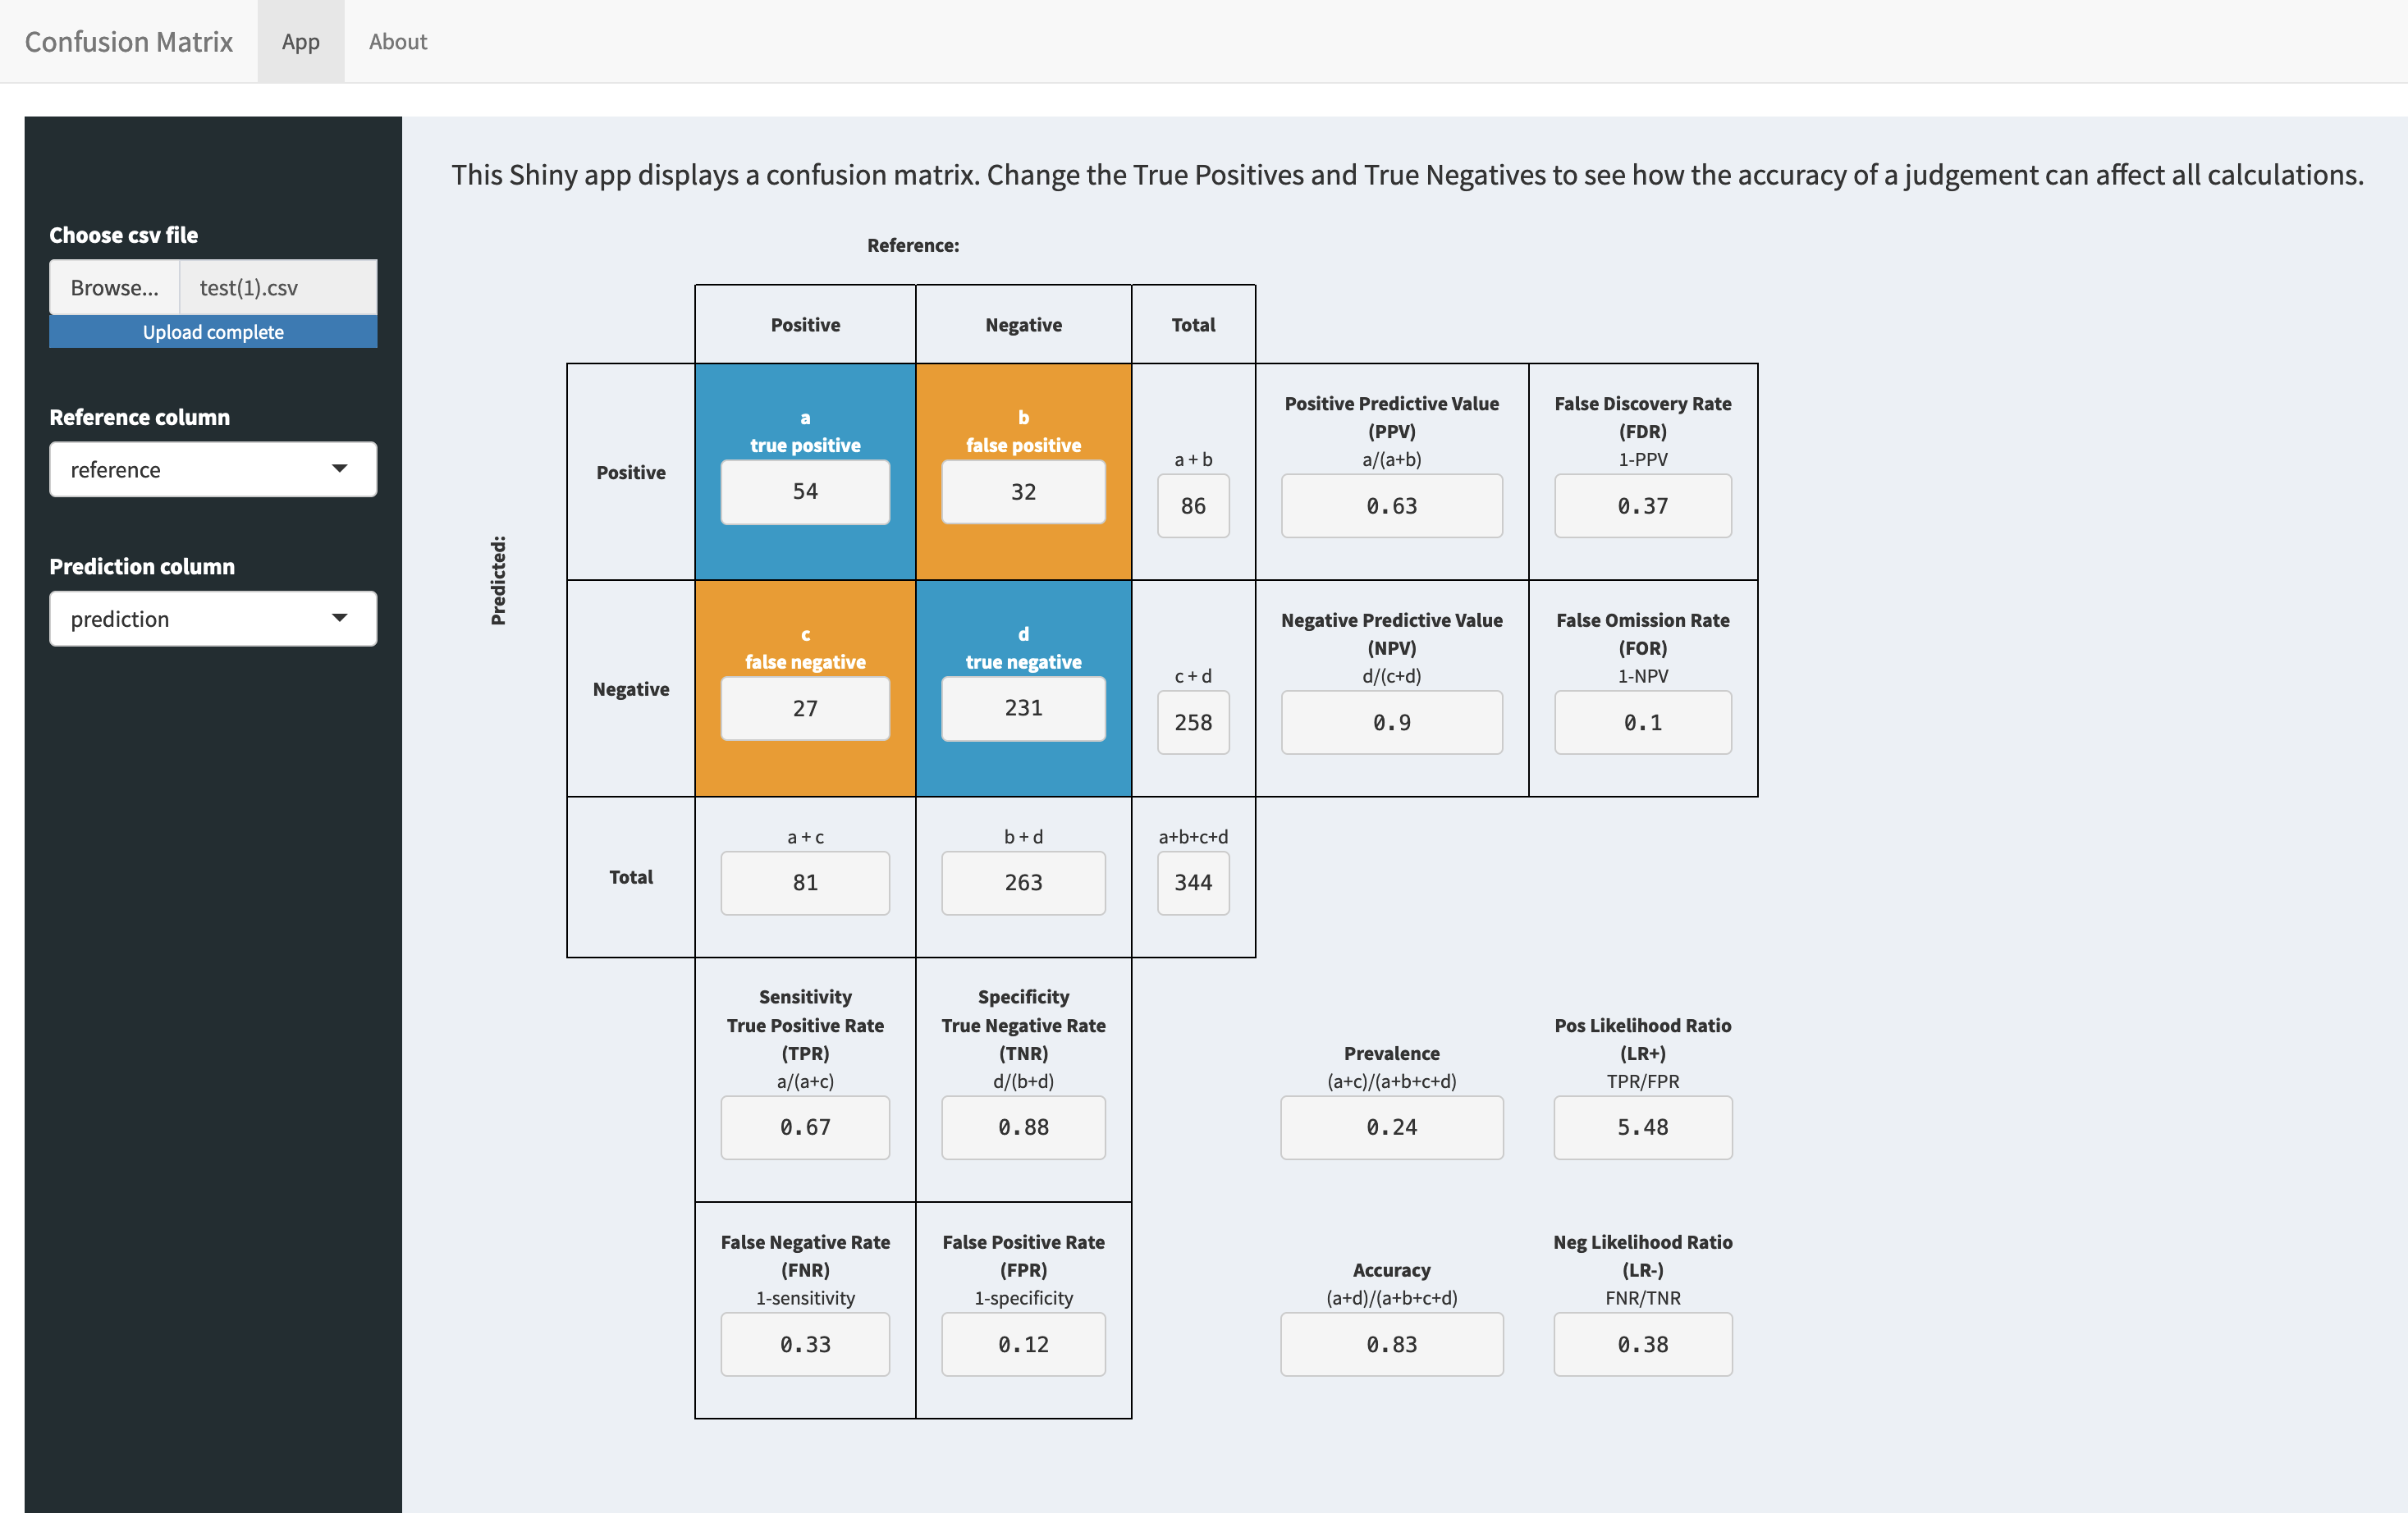 Confusion Matrix App About
This Shiny app displays a confusion matrix. Change the True Positives and True Negatives to see how the accuracy of a judgement can affect all calculations.
Choose csv file
Browse... test(1).csv
Upload complete
Reference column
reference
Prediction column
prediction
Reference:
Positive Negative Total
Predicted:
Positive
a
true positive
54
b
false positive
32
a + b
86
Positive Predictive Value
(PPV)
a/(a+b)
0.63
False Discovery Rate
(FDR)
1-PPV
0.37
Negative
c
false negative
27
d
true negative
231
c + d
258
Negative Predictive Value
(NPV)
d/(c+d)
0.9
False Omission Rate
(FOR)
1-NPV
0.1
Total
a + c
81
b + d
263
a+b+c+d
344
Sensitivity
True Positive Rate
(TPR)
a/(a+c)
0.67
Specificity
True Negative Rate
(TNR)
d/(b+d)
0.88
Prevalence
(a+c)/(a+b+c+d)
0.24
Pos Likelihood Ratio
(LR+)
TPR/FPR
5.48
False Negative Rate
(FNR)
1-sensitivity
0.33
False Positive Rate
(FPR)
1-specificity
0.12
Accuracy
(a+d)/(a+b+c+d)
0.83
Neg Likelihood Ratio
(LR-)
FNR/TNR
0.38